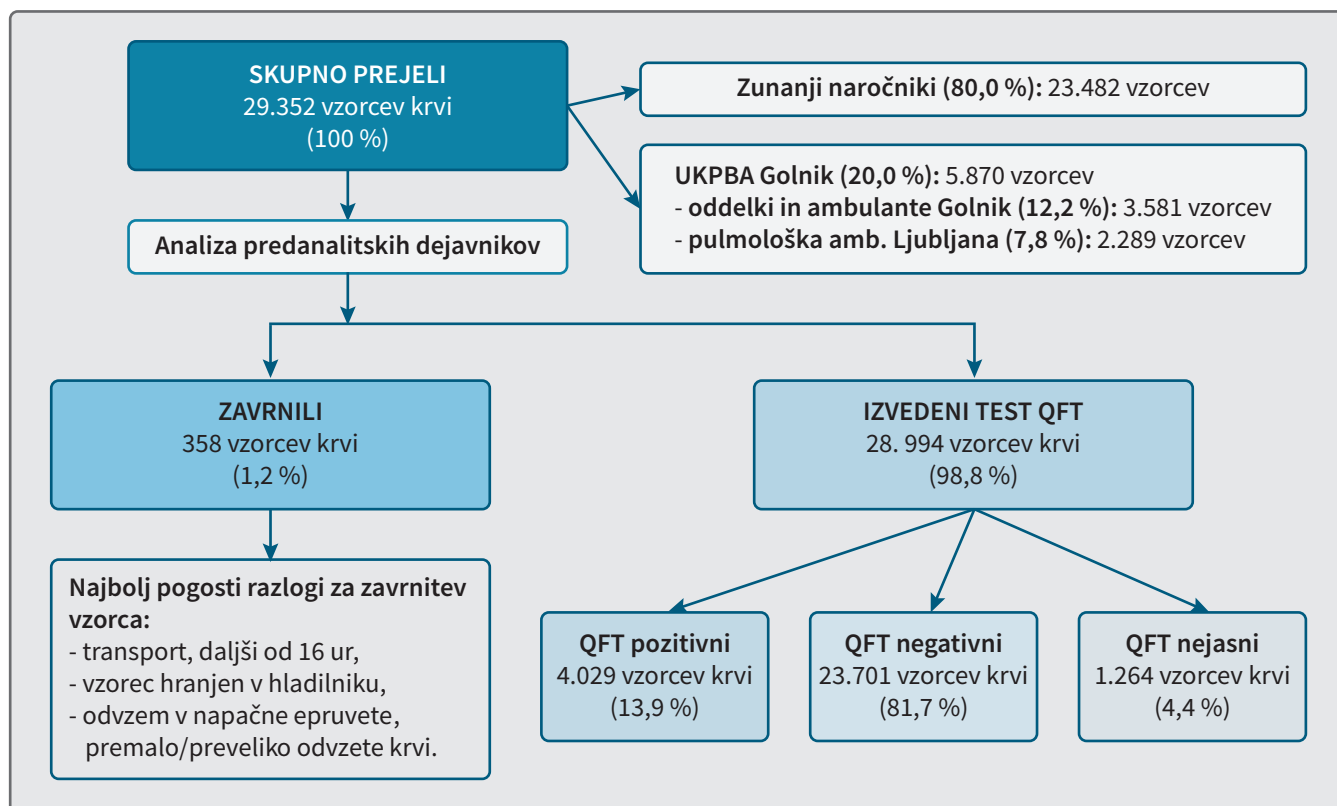 SKUPNO PREJELI
29.352 vzorcev krvi
(100 %)
Zunanji naročniki (80,0 %): 23.482 vzorcev
UKPBA Golnik (20,0 %): 5.870 vzorcev
- oddelki in ambulante Golnik (12,2 %): 3.581 vzorcev
- pulmološka amb. Ljubljana (7,8 %): 2.289 vzorcev
Analiza predanalitskih dejavnikov
ZAVRNILI
358 vzorcev krvi
(1,2 %)
IZVEDENI TEST QFT
28. 994 vzorcev krvi
(98,8 %)
Najbolj pogosti razlogi za zavrnitev
vzorca:
- transport, daljši od 16 ur,
- vzorec hranjen v hladilniku,
- odvzem v napačne epruvete,
premalo/preveliko odvzete krvi.
QFT pozitivni
4.029 vzorcev krvi
(13,9 %)
QFT negativni
23.701 vzorcev krvi
(81,7 %)
QFT nejasni
1.264 vzorcev krvi
(4,4 %)